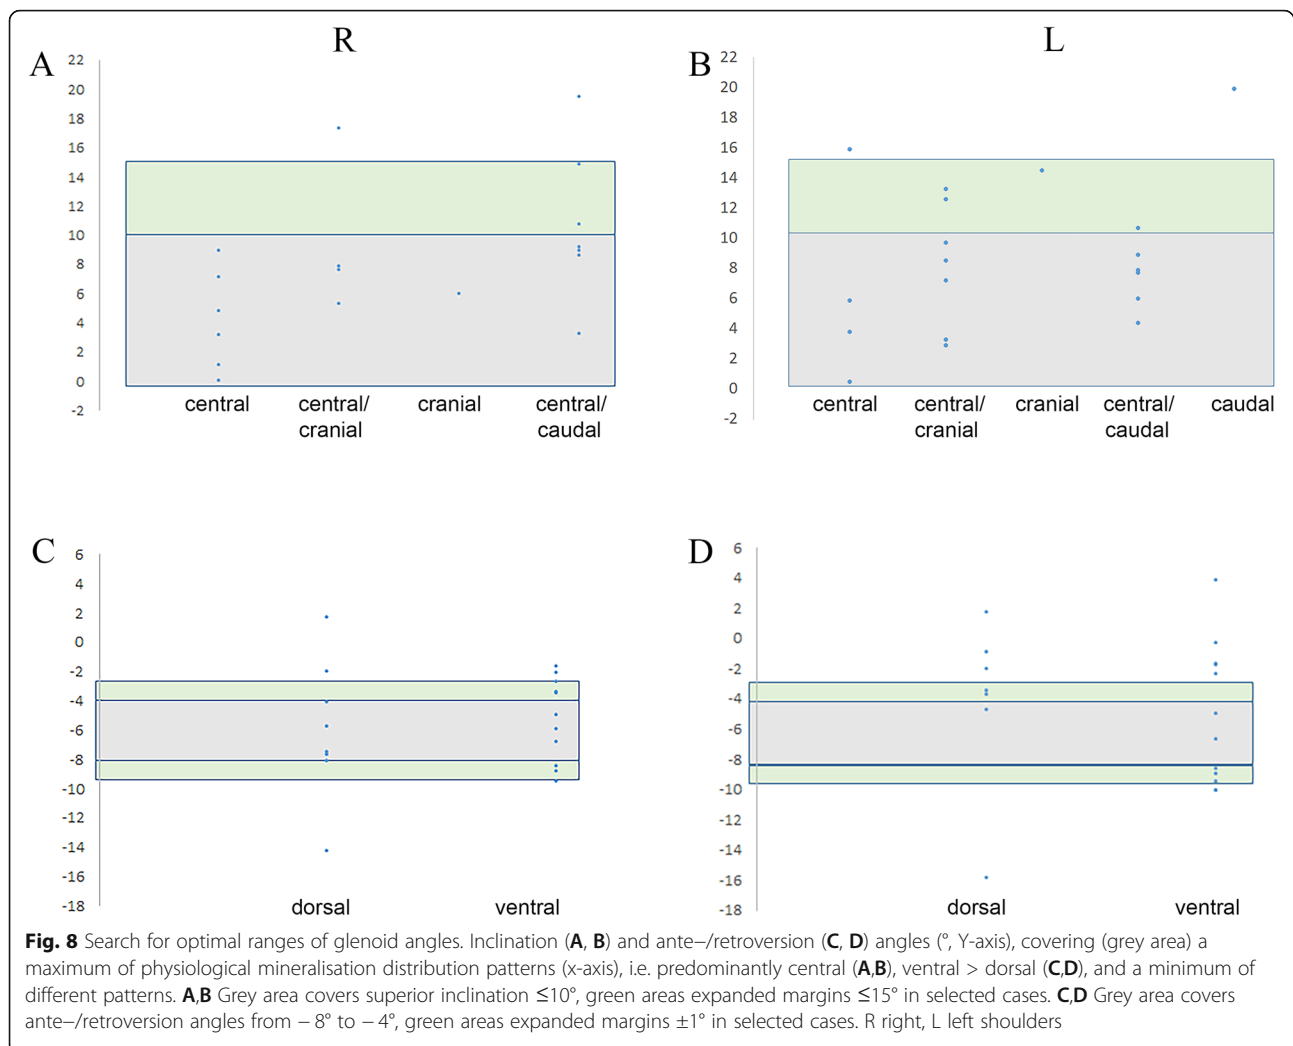 R
L
A
22
20
18
16
14
12
10
8
6
4
2
0
-2
central
central/
cranial
cranial
central/
caudal
B
22
20
18
16
14
12
10
8
6
4
2
0
-2
central
central/
cranial
cranial
central/
caudal
caudal
C
6
4
2
0
-2
-4
-6
-8
-10
-12
-14
-16
-18
dorsal
ventral
D
6
4
2
0
-2
-4
-6
-8
-10
-12
-14
-16
-18
dorsal
ventral
Fig. 8 Search for optimal ranges of glenoid angles. Inclination (A, B) and ante–/retroversion (C, D) angles (°, Y-axis), covering (grey area) a
maximum of physiological mineralisation distribution patterns (x-axis), i.e. predominantly central (A,B), ventral > dorsal (C,D), and a minimum of
different patterns. A,B Grey area covers superior inclination ≤10°, green areas expanded margins ≤15° in selected cases. C,D Grey area covers
ante–/retroversion angles from − 8° to − 4°, green areas expanded margins ±1° in selected cases. R right, L left shoulders